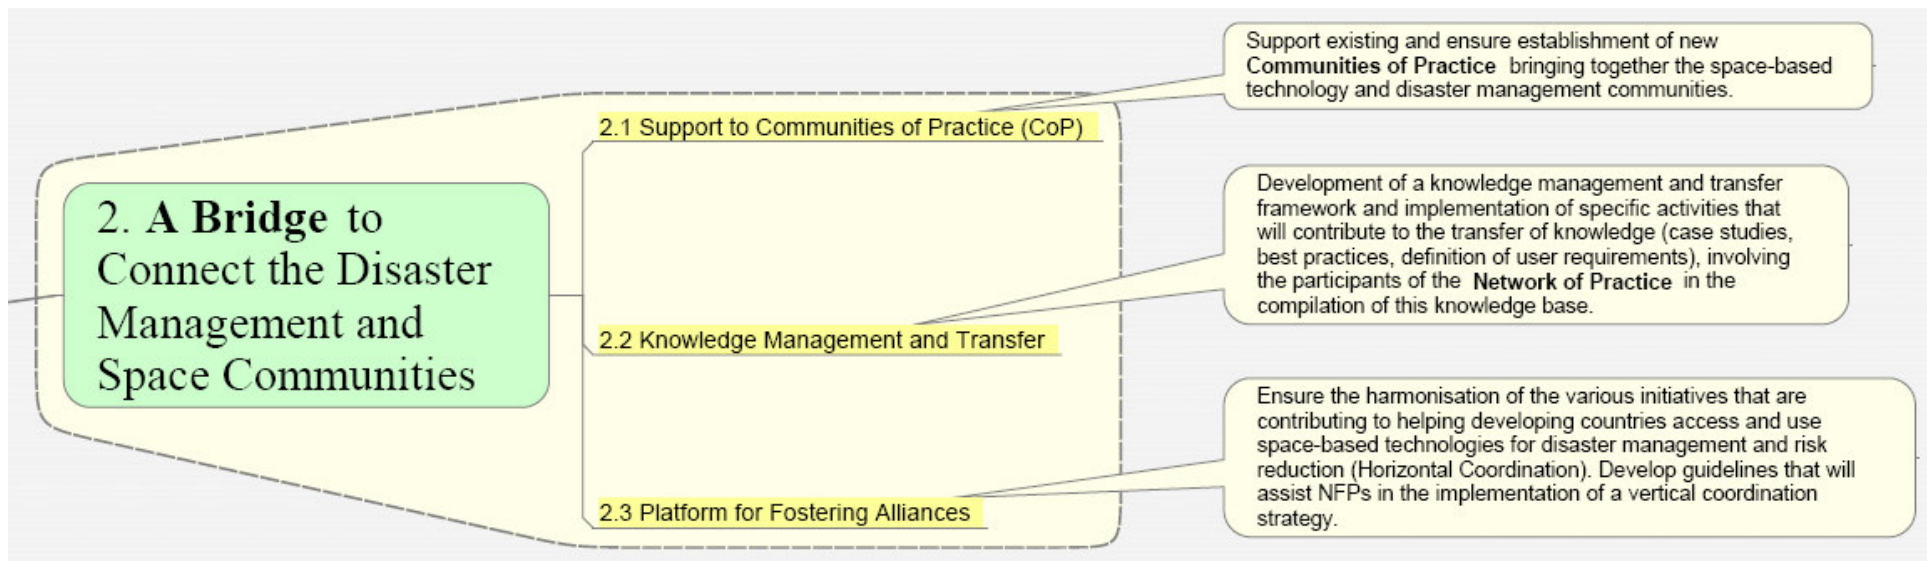 2. A Bridge to
Connect the Disaster
Management and
Space Communities
2.1 Support to Communities of Practice (CoP)
Support existing and ensure establishment of new
Communities of Practice bringing together the space-based
technology and disaster management communities.
2.2 Knowledge Management and Transfer
Development of a knowledge management and transfer
framework and implementation of specific activities that
will contribute to the transfer of knowledge (case studies,
best practices, definition of user requirements), involving
the participants of the Network of Practice in the
compilation of this knowledge base.
2.3 Platform for Fostering Alliances
Ensure the harmonisation of the various initiatives that are
contributing to helping developing countries access and use
space-based technologies for disaster management and risk
reduction (Horizontal Coordination). Develop guidelines that will
assist NFPs in the implementation of a vertical coordination
strategy.